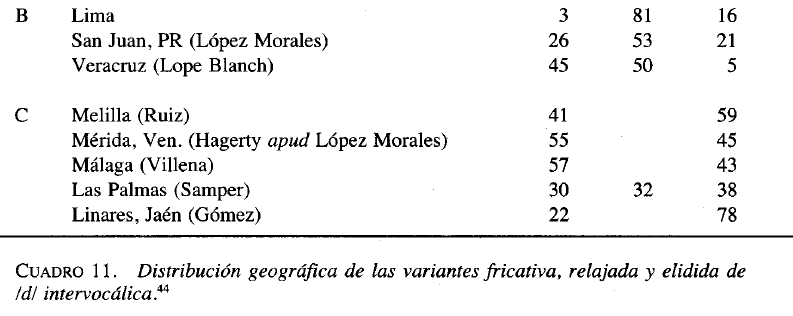 B Lima 3 81 16
San Juan, PR (López Morales) 26 53 21
Veracruz (Lope Blanch) 45 50 5
C Melilla (Ruiz) 41 59
Mérida, Ven. (Hagerty apud López Morales) 55 45
Málaga (Villena) 57 43
Las Palmas (Samper) 30 32 38
Linares, Jaén (Gómez) 22 78
CUADRO 11. Distribución geográfica de las variantes fricativa, relajada y elidida de
/d/ intervocálica.⁴⁴